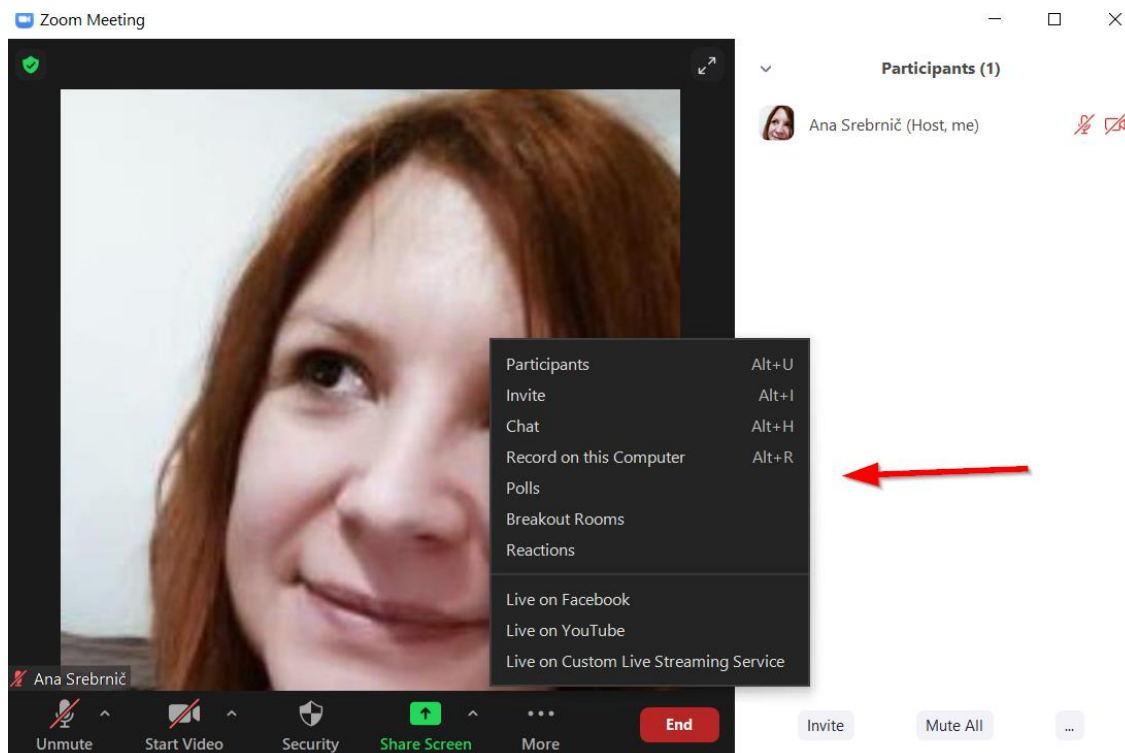 Zoom Meeting
Participants (1)
Ana Srebrnič (Host, me)
Participants Alt+U
Invite Alt+I
Chat Alt+H
Record on this Computer Alt+R
Polls
Breakout Rooms
Reactions
Live on Facebook
Live on YouTube
Live on Custom Live Streaming Service
Ana Srebrnič
Unmute
Start Video
Security
Share Screen
More
End
Invite
Mute All
...